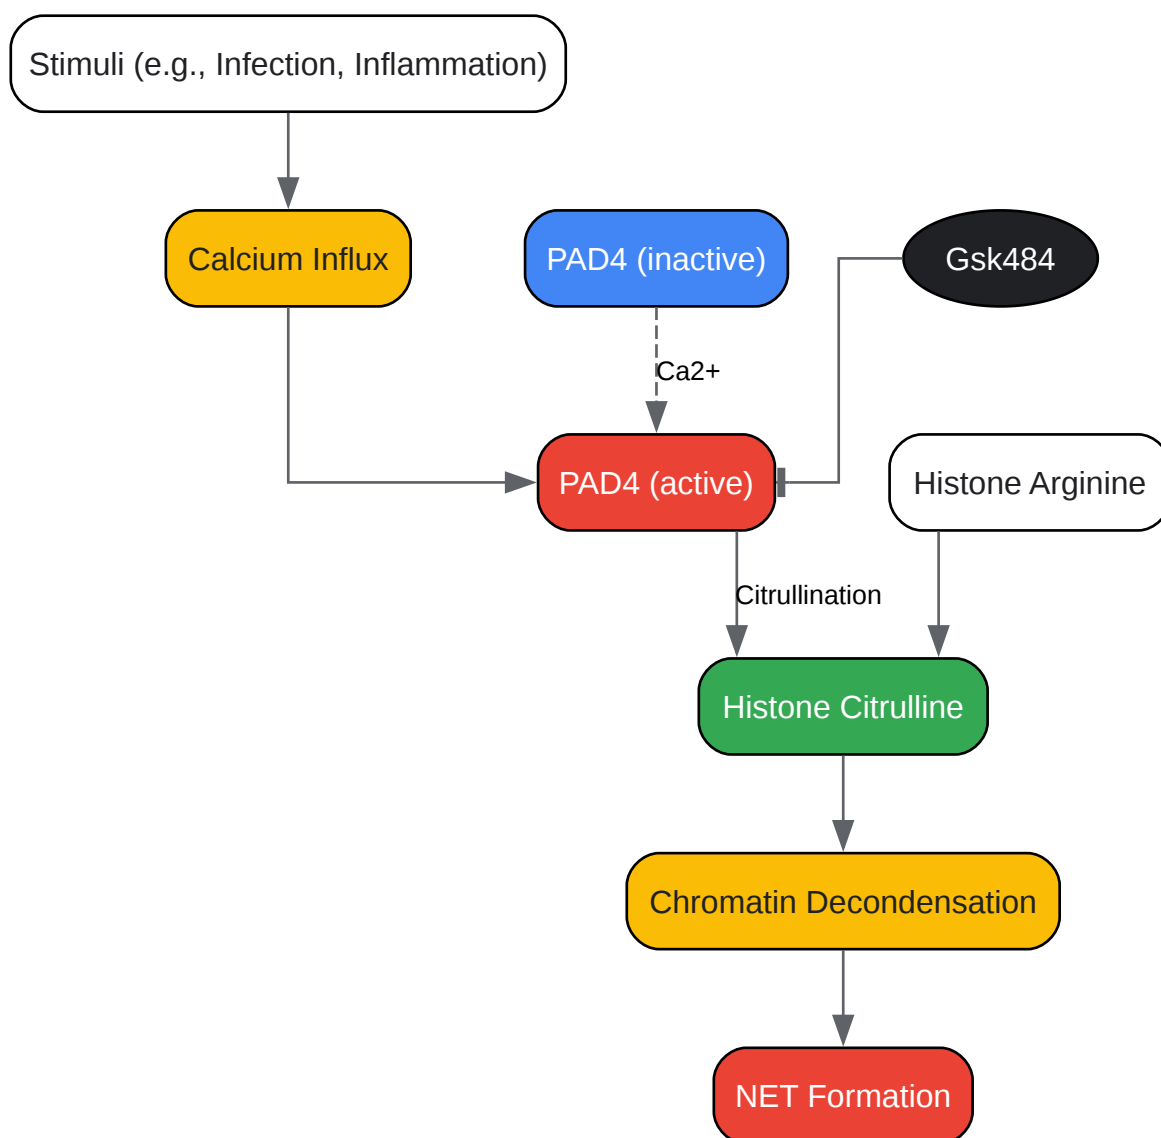 Stimuli (e.g., Infection, Inflammation)
Calcium Influx
PAD4 (inactive)
Gsk484
Ca2+
PAD4 (active)
Histone Arginine
Citrullination
Histone Citrulline
Chromatin Decondensation
NET Formation